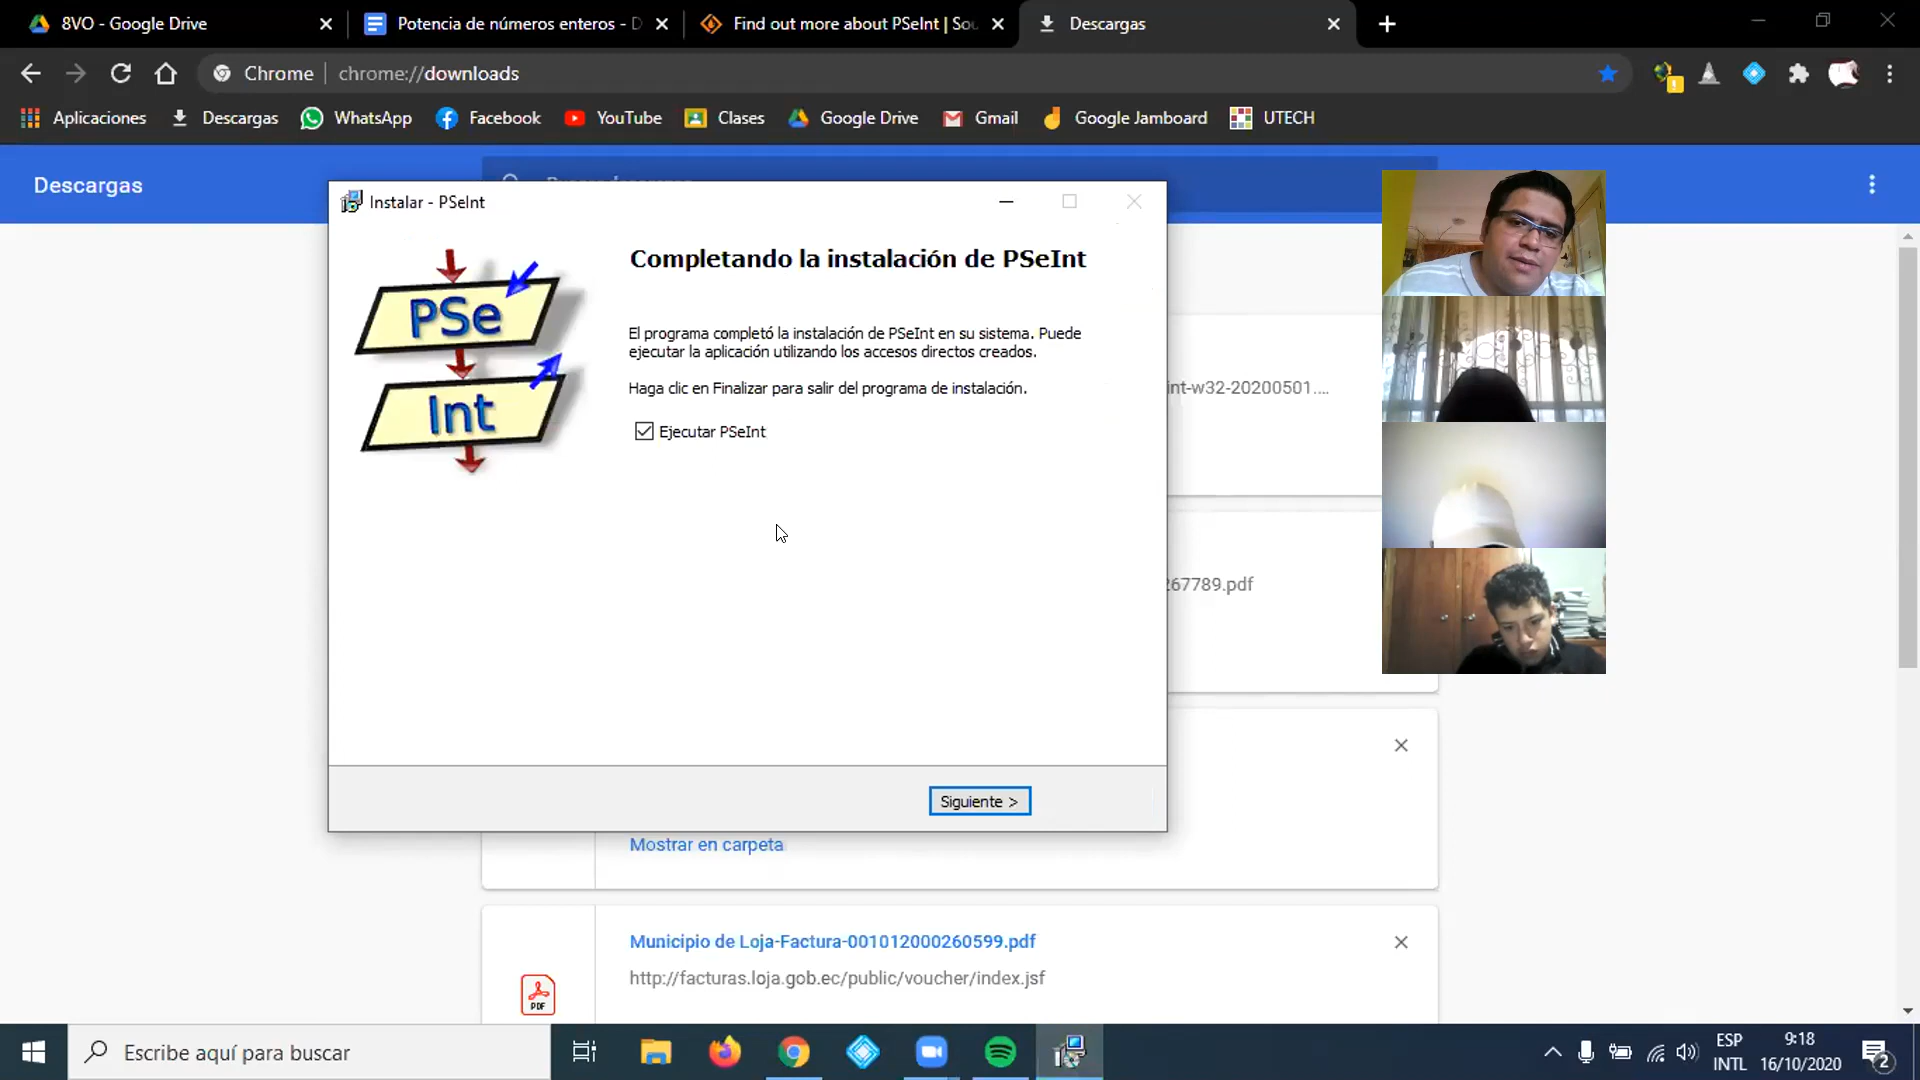 8VO - Google Drive
Potencia de números enteros - D
Find out more about PSeInt | Sou
Descargas
Chrome
chrome://downloads
Aplicaciones
Descargas
WhatsApp
Facebook
YouTube
Clases
Google Drive
Gmail
Google Jamboard
UTECH
Descargas
Instalar - PSeInt
PSe
Int
Completando la instalación de PSeInt
El programa completó la instalación de PSeInt en su sistema. Puede
ejecutar la aplicación utilizando los accesos directos creados.
Haga clic en Finalizar para salir del programa de instalación.
Ejecutar PSeInt
int-w32-20200501....
267789.pdf
Siguiente >
Mostrar en carpeta
Municipio de Loja-Factura-001012000260599.pdf
http://facturas.loja.gob.ec/public/voucher/index.jsf
PDF
Escribe aquí para buscar
ESP
INTL
9:18
16/10/2020
2